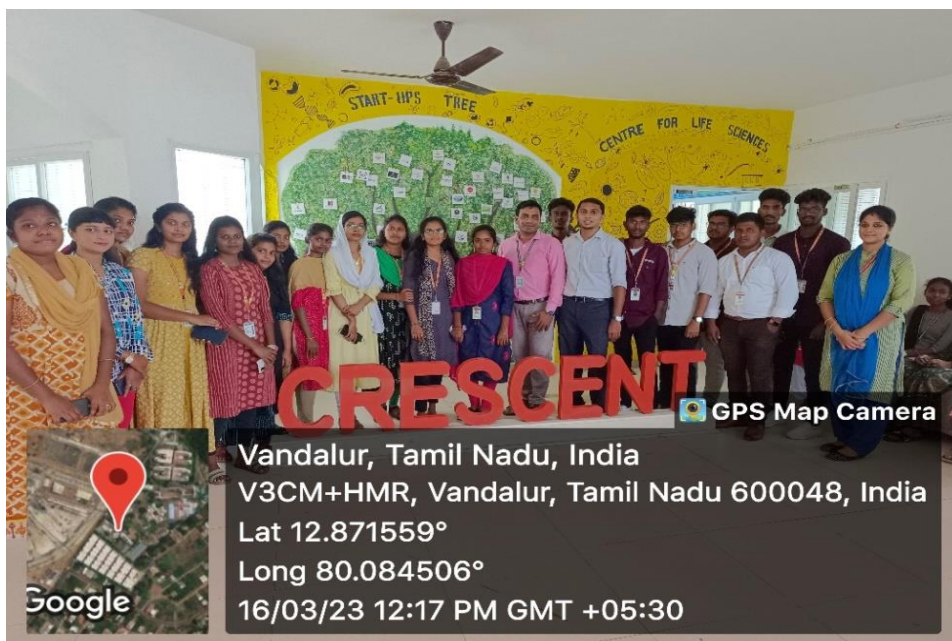 START-UPS TREE
CENTRE FOR LIFE SCIENCES
CRESCENT
GPS Map Camera
Vandalur, Tamil Nadu, India
V3CM+HMR, Vandalur, Tamil Nadu 600048, India
Lat 12.871559°
Long 80.084506°
16/03/23 12:17 PM GMT +05:30
Google